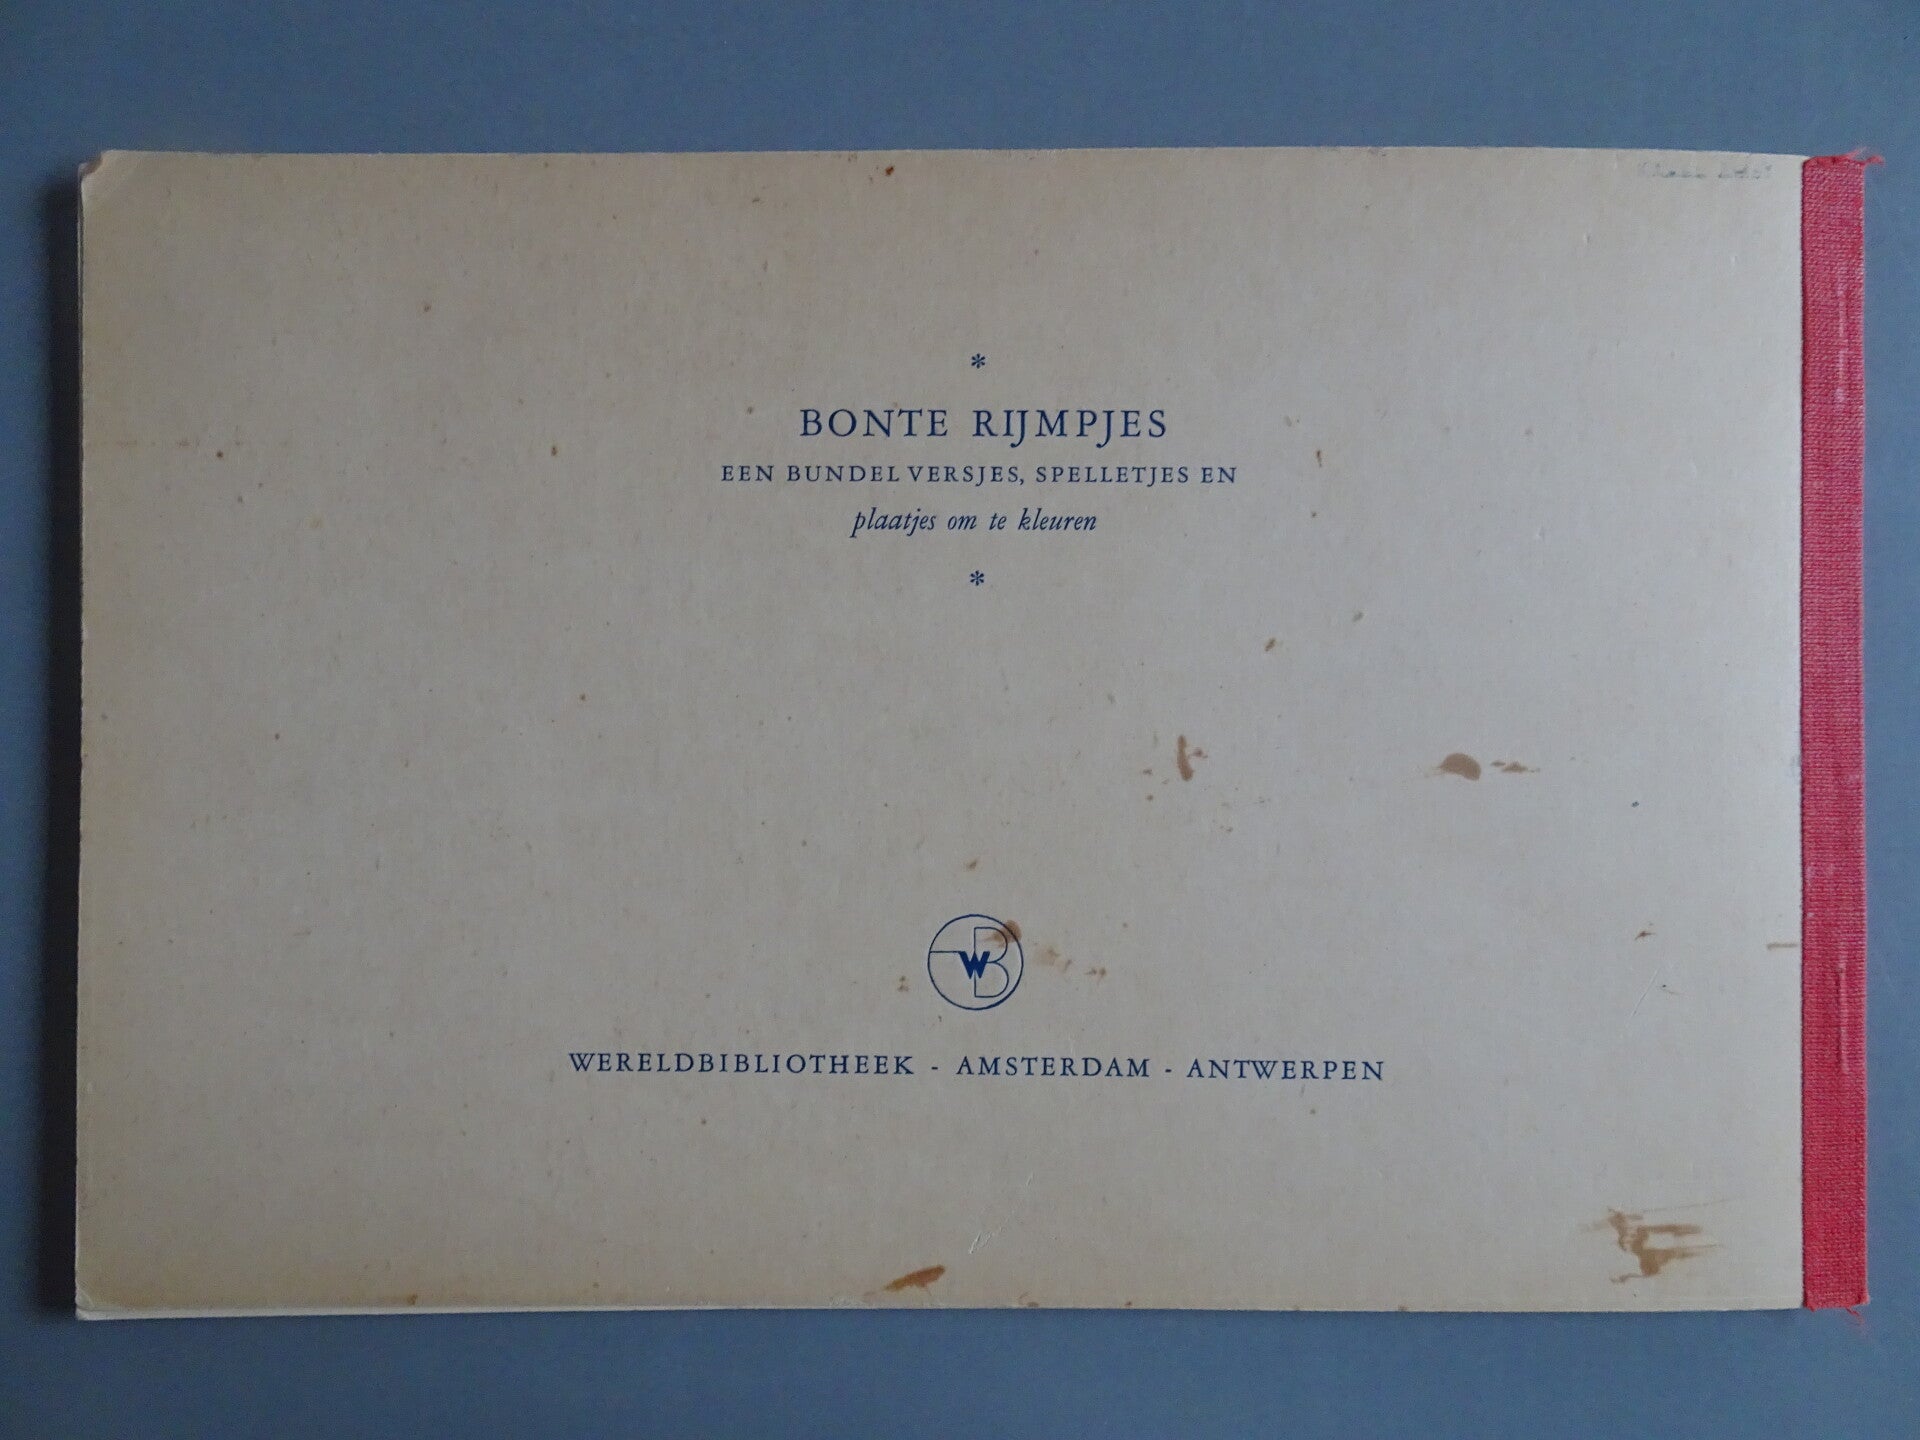 *
BONTE RIJMPJES
EEN BUNDEL VERSJES, SPELLETJES EN
plaatjes om te kleuren
*
WB
WERELDBIBLIOTHEEK - AMSTERDAM - ANTWERPEN